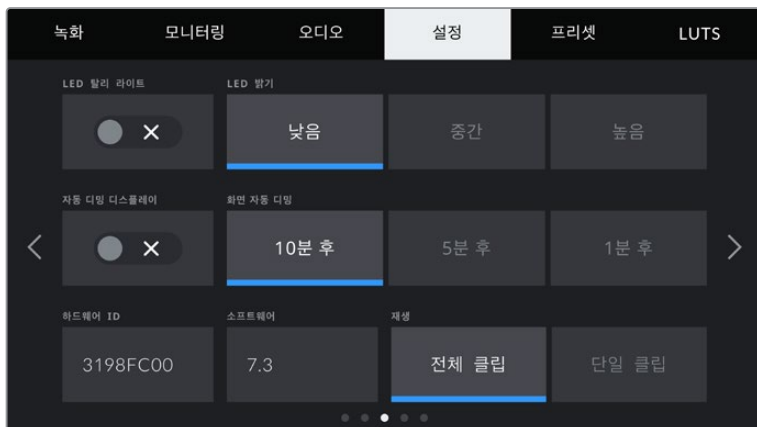 녹화 모니터링 오디오 설정 프리셋 LUTS
LED 탈리 라이트 LED 밝기
낮음 중간 높음
자동 디밍 디스플레이 화면 자동 디밍
10분 후 5분 후 1분 후
하드웨어 ID 소프트웨어 재생
3198FC00 7.3 전체 클립 단일 클립